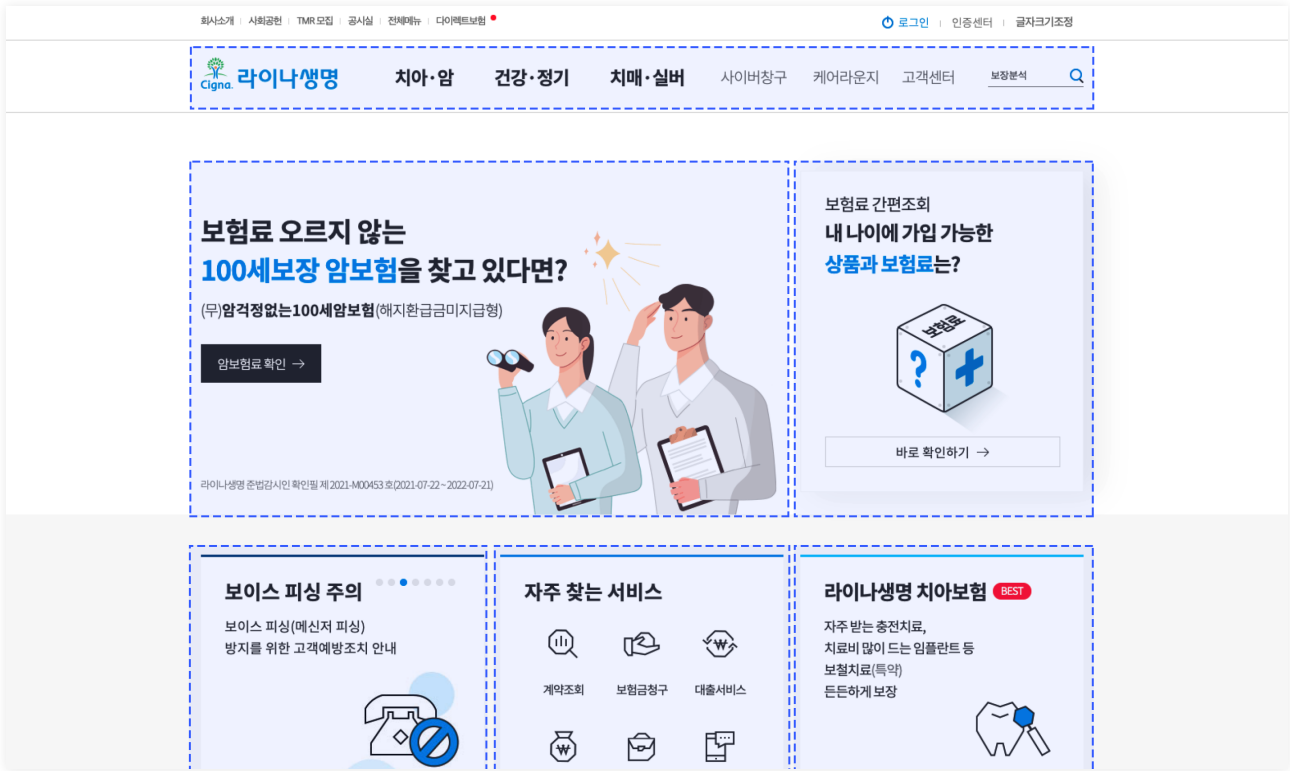 회사소개 사회공헌 TMR 모집 공시실 전체메뉴 다이렉트보험
로그인 인증센터 글자크기조정
Cigna. 라이나생명 치아·암 건강·정기 치매·실버 사이버창구 케어라운지 고객센터 보장분석
보험료 오르지 않는
100세보장 암보험을 찾고 있다면?
(무)암걱정없는100세암보험(해지환급금미지급형)
암보험료 확인 →
라이나생명 준법감시인 확인필 제 2021-M00453 호(2021-07-22 ~ 2022-07-21)
보험료 간편조회
내 나이에 가입 가능한
상품과 보험료는?
보험료
?
바로 확인하기 →
보이스 피싱 주의
보이스 피싱(메신저 피싱)
방지를 위한 고객예방조치 안내
자주 찾는 서비스
계약조회 보험금청구 대출서비스
라이나생명 치아보험 BEST
자주 받는 충전치료,
치료비 많이 드는 임플란트 등
보철치료(특약)
든든하게 보장